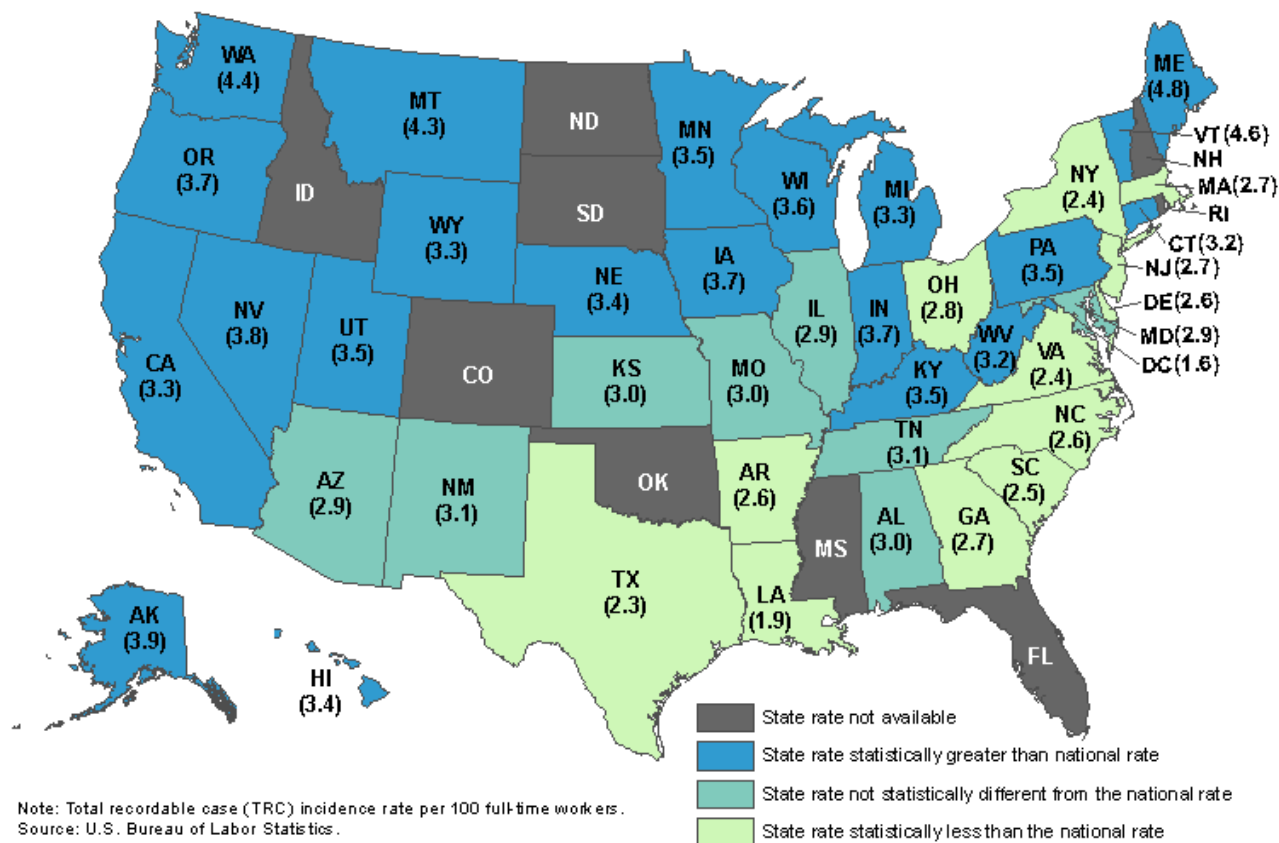 WA
(4.4)
MT
(4.3)
ND
MN
(3.5)
ME
(4.8)
VT(4.6)
NH
MA(2.7)
RI
CT(3.2)
NJ(2.7)
DE(2.6)
MD(2.9)
DC(1.6)
OR
(3.7)
ID
WY
(3.3)
SD
WI
(3.6)
MI
(3.3)
NY
(2.4)
PA
(3.5)
NE
(3.4)
IA
(3.7)
IL
(2.9)
IN
(3.7)
OH
(2.8)
NV
(3.8)
UT
(3.5)
CA
(3.3)
CO
KS
(3.0)
MO
(3.0)
KY
(3.5)
WV
(3.2)
VA
(2.4)
NC
(2.6)
TN
(3.1)
SC
(2.5)
AZ
(2.9)
NM
(3.1)
OK
AR
(2.6)
MS
AL
(3.0)
GA
(2.7)
TX
(2.3)
LA
(1.9)
FL
AK
(3.9)
HI
(3.4)
State rate not available
State rate statistically greater than national rate
State rate not statistically different from the national rate
State rate statistically less than the national rate
Note: Total recordable case (TRC) incidence rate per 100 full-time workers.
Source: U.S. Bureau of Labor Statistics.